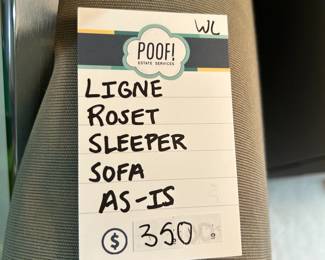 WL
POOF!
ESTATE SERVICES
LIGNE
ROSET
SLEEPER
SOFA
AS-IS
$ 350